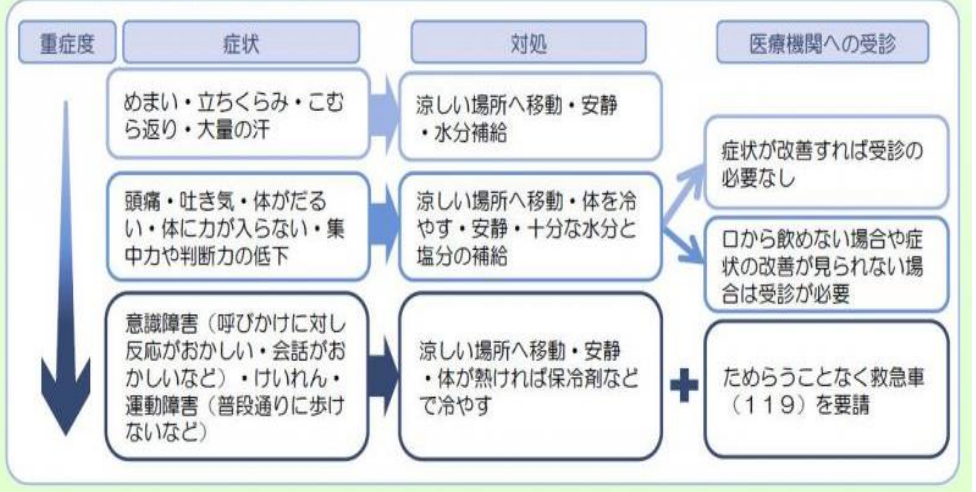 重症度
症状
対処
医療機関への受診
めまい・立ちくらみ・こむ
ら返り・大量の汗
涼しい場所へ移動・安静
・水分補給
症状が改善すれば受診の
必要なし
頭痛・吐き気・体がだる
い・体に力が入らない・集
中力や判断力の低下
涼しい場所へ移動・体を冷
やす・安静・十分な水分と
塩分の補給
口から飲めない場合や症
状の改善が見られない場
合は受診が必要
意識障害（呼びかけに対し
反応がおかしい・会話がお
かしいなど）・けいれん・
運動障害（普段通りに歩け
ないなど）
涼しい場所へ移動・安静
・体が熱ければ保冷剤など
で冷やす
ためらうことなく救急車
（１１９）を要請